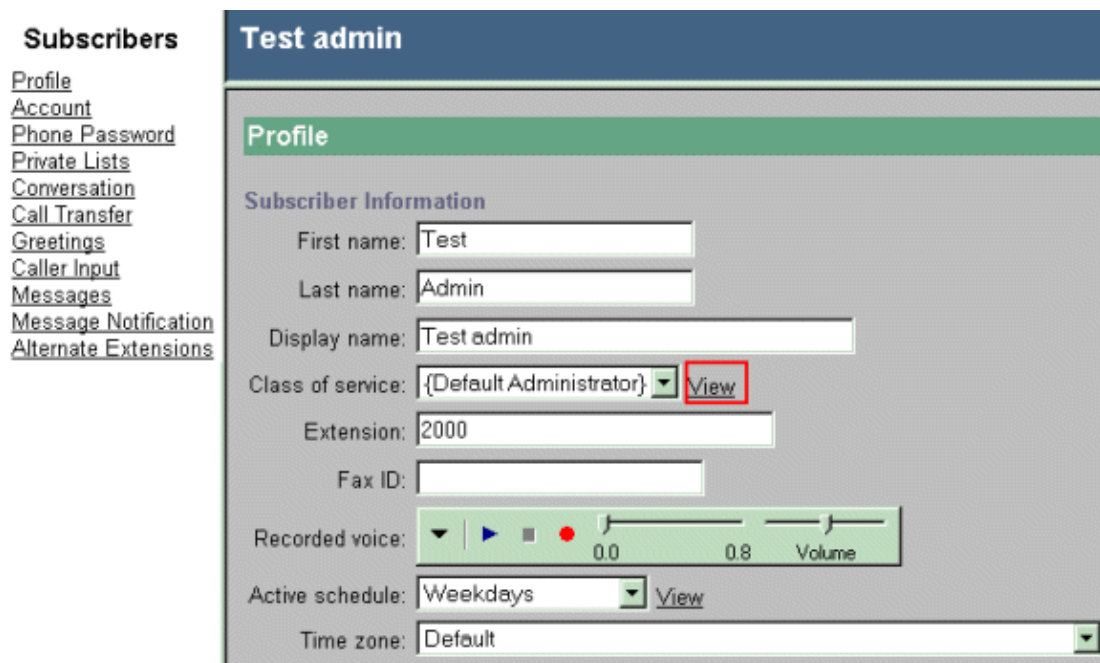 Subscribers
Profile
Account
Phone Password
Private Lists
Conversation
Call Transfer
Greetings
Caller Input
Messages
Message Notification
Alternate Extensions
Test admin
Profile
Subscriber Information
First name: Test
Last name: Admin
Display name: Test admin
Class of service: {Default Administrator} View
Extension: 2000
Fax ID:
Recorded voice: 0.0 0.8 Volume
Active schedule: Weekdays View
Time zone: Default